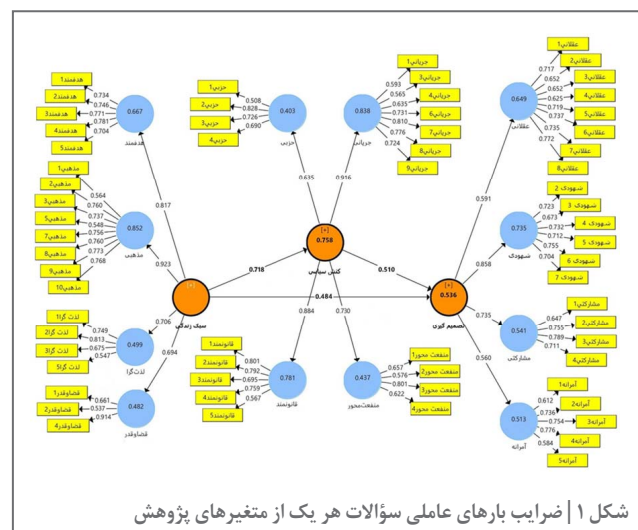 هدفمند1
هدفمند2
هدفمند3
هدفمند4
هدفمند5
0.734
0.746
0.771
0.781
0.704
0.667
هدفمند
0.817
مذهبی1
مذهبی2
مذهبی3
مذهبی5
مذهبی7
مذهبی8
مذهبی9
مذهبی10
0.564
0.760
0.737
0.548
0.756
0.760
0.773
0.768
0.852
مذهبی
0.923
لذت گرا1
لذت گرا2
لذت گرا3
لذت گرا5
0.749
0.813
0.675
0.547
0.499
لذت گرا
0.706
قضاوقدر1
قضاوقدر2
قضاوقدر4
0.661
0.537
0.914
0.482
قضاوقدر
0.694
[+]
سبک زندگی
0.718
0.484
حزبی1
حزبی2
حزبی3
حزبی4
0.508
0.828
0.726
0.690
0.403
حزبی
0.635
جریانی1
جریانی3
جریانی4
جریانی6
جریانی7
جریانی8
جریانی9
0.593
0.565
0.635
0.731
0.810
0.776
0.724
0.838
جریانی
0.916
[+]
0.758
کنش سیاسی
0.510
قانونمند1
قانونمند2
قانونمند3
قانونمند4
قانونمند5
0.801
0.792
0.695
0.759
0.567
0.781
قانونمند
0.884
منفعت محور1
منفعت محور2
منفعت محور3
منفعت محور4
0.657
0.576
0.801
0.622
0.437
منفعت‌محور
0.730
[+]
0.536
تصمیم گیری
عقلانی1
عقلانی2
عقلانی3
عقلانی4
عقلانی5
عقلانی6
عقلانی7
عقلانی8
0.717
0.652
0.652
0.625
0.719
0.737
0.735
0.772
0.649
عقلانی
0.591
شهودی 2
شهودی 3
شهودی 4
شهودی 5
شهودی 6
شهودی 7
0.723
0.673
0.732
0.712
0.755
0.704
0.735
شهودی
0.858
مشارکتی1
مشارکتی2
مشارکتی3
مشارکتی4
0.647
0.755
0.789
0.711
0.541
مشارکتی
0.735
آمرانه1
آمرانه2
آمرانه3
آمرانه4
آمرانه5
0.612
0.736
0.754
0.776
0.584
0.513
آمرانه
0.560
شکل ۱ | ضرایب بارهای عاملی سؤالات هر یک از متغیرهای پژوهش